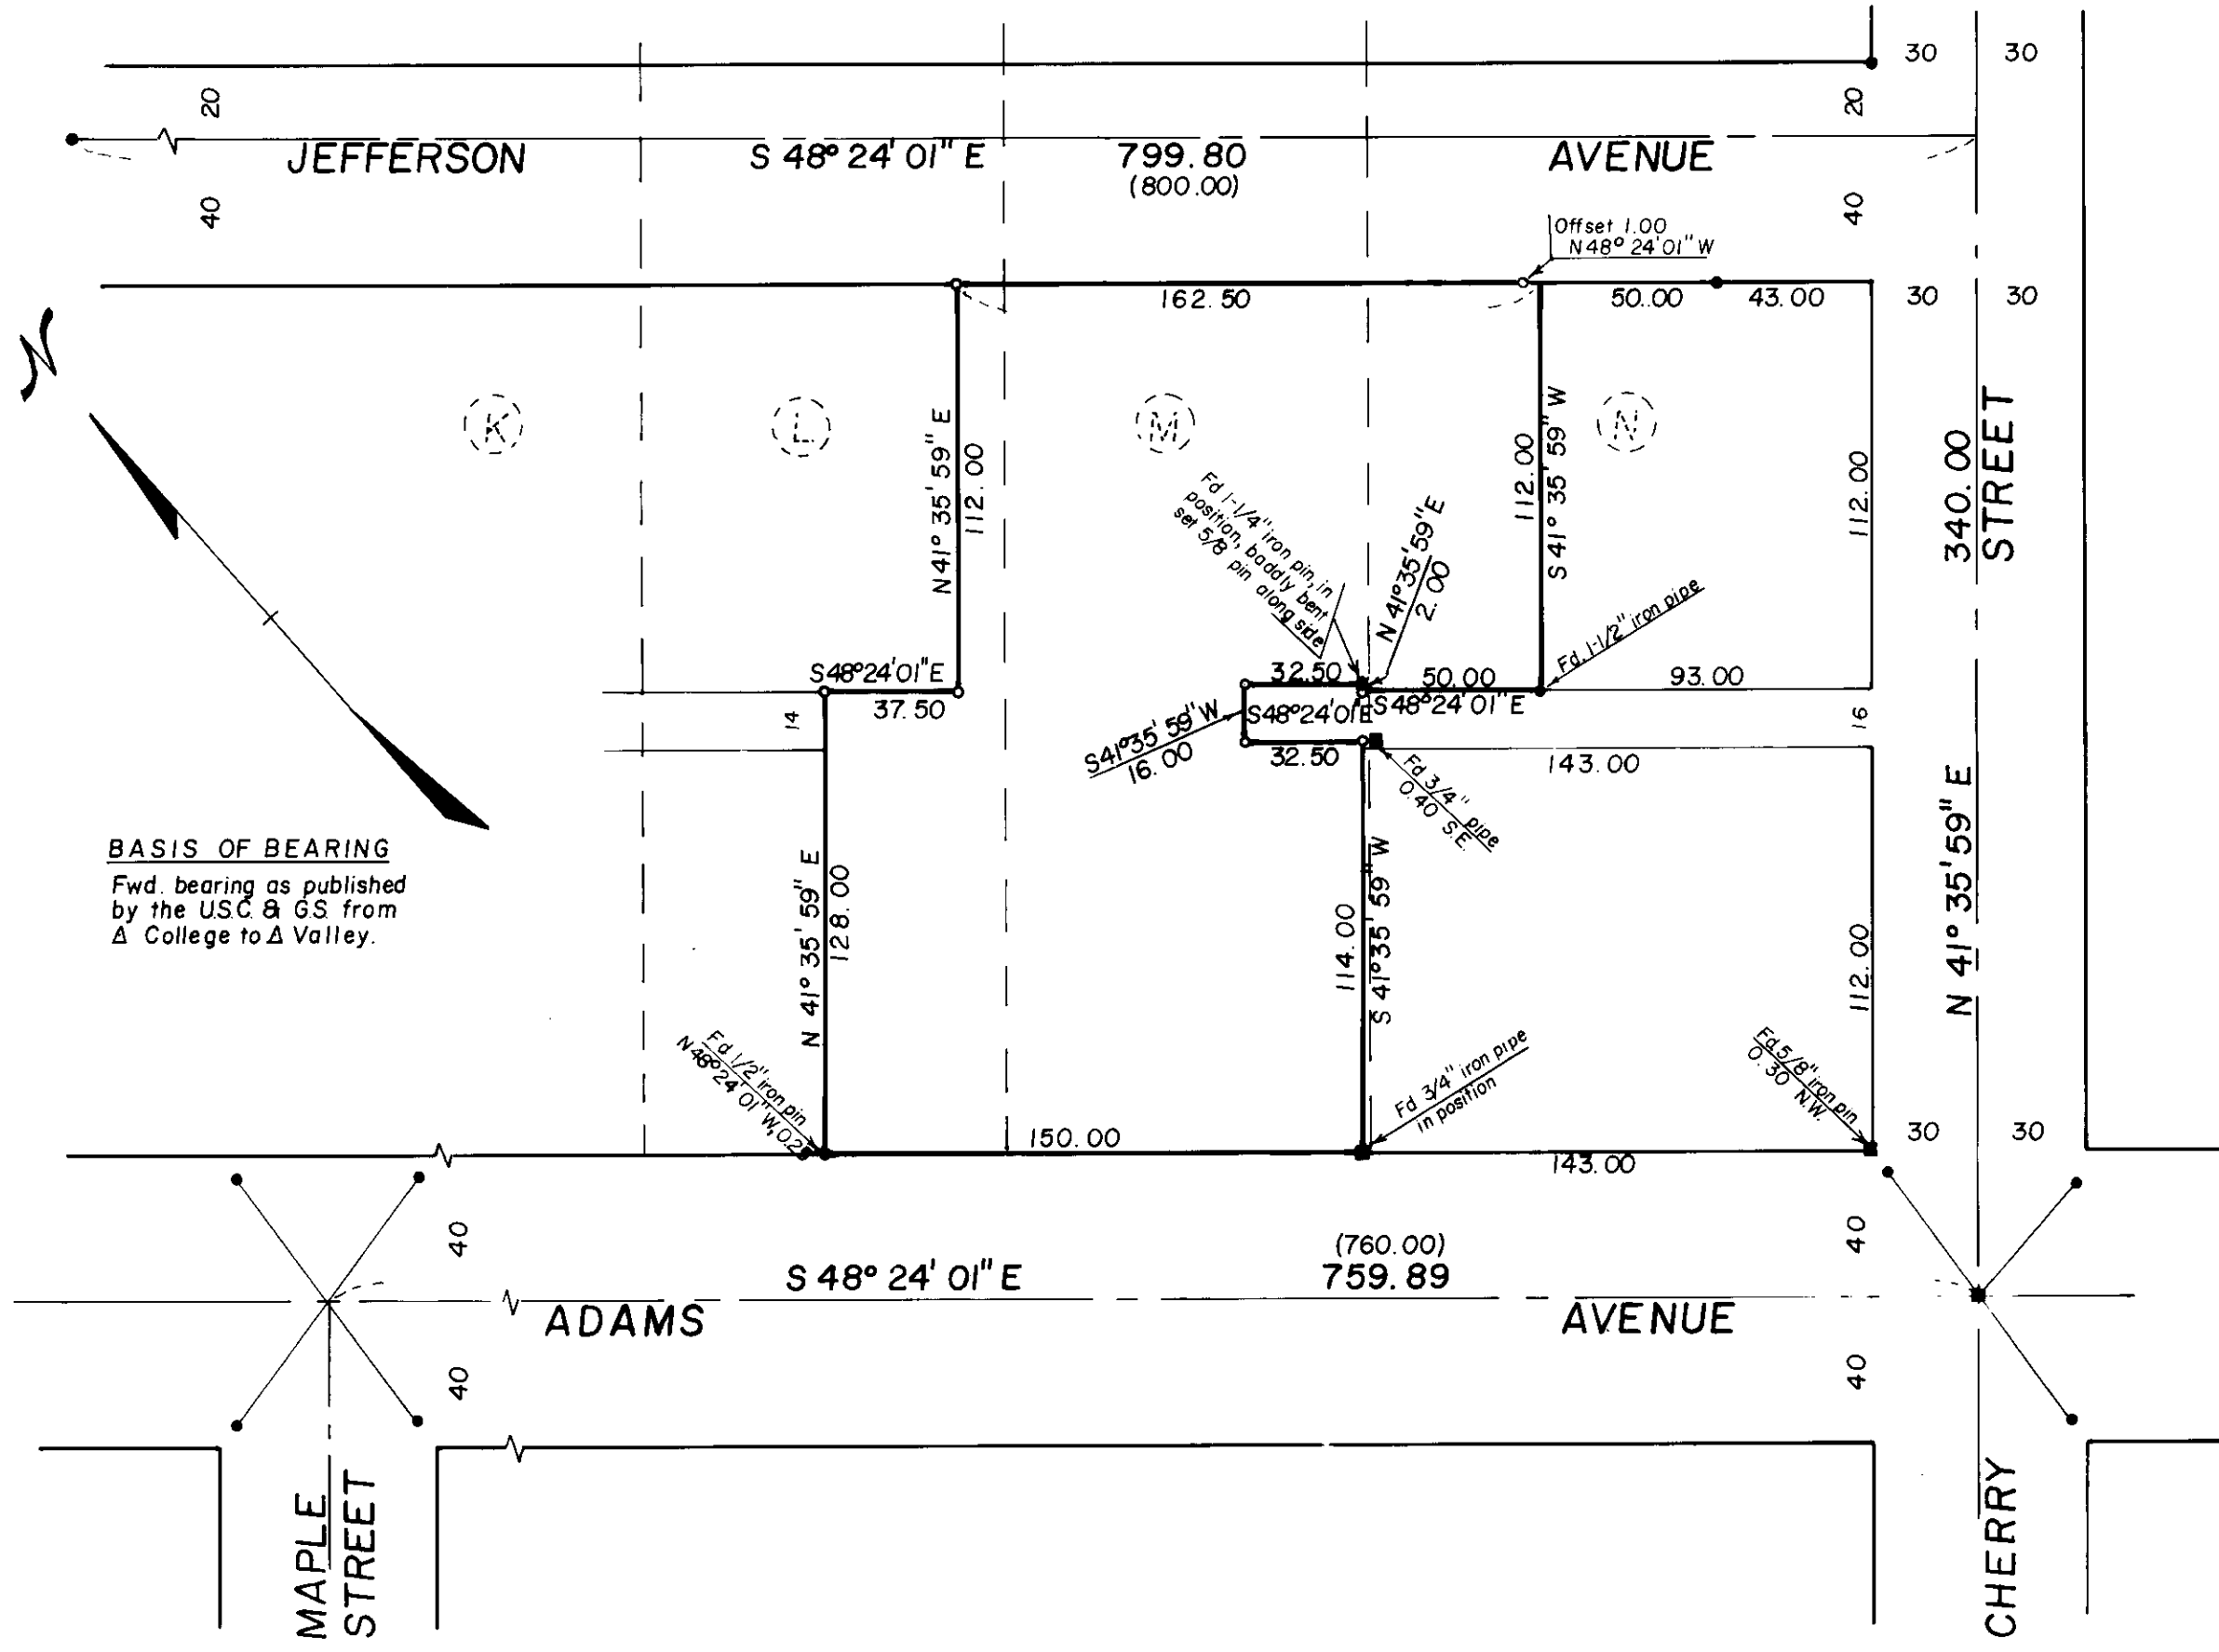 30 30
20 20
JEFFERSON S 48° 24' 01" E 799.80 AVENUE
(800.00)
40 40
Offset 1.00
N 48° 24' 01" W
162.50 50.00 43.00 30 30
N
K L M N
N 41° 35' 59" E
112.00
Fd 1-1/4" iron pin, in
position, baddly bent
set 5/8 pin along side
N 41° 35' 59" E
2.00
112.00
S 41° 35' 59" W
112.00
340.00
STREET
Fd. 1-1/2" iron pipe
S 48° 24' 01" E
37.50
14
32.50
50.00
93.00
S 48° 24' 01" E
S 48° 24' 01" E
16
S 41° 35' 59" W
16.00
32.50
143.00
Fd 3/4" pipe
0.40 S.E.
BASIS OF BEARING
Fwd. bearing as published
by the U.S.C. & G.S. from
Δ College to Δ Valley.
N 41° 35' 59" E
128.00
114.00
S 41° 35' 59" W
112.00
N 41° 35' 59" E
Fd 1/2" iron pin
N 48° 24' 01" W, 0.2
Fd 3/4" iron pipe
in position
Fd 5/8" iron pin
0.30 N.W.
150.00
143.00
30 30
40 40
(760.00)
S 48° 24' 01" E 759.89
ADAMS AVENUE
40 40
MAPLE
STREET
CHERRY